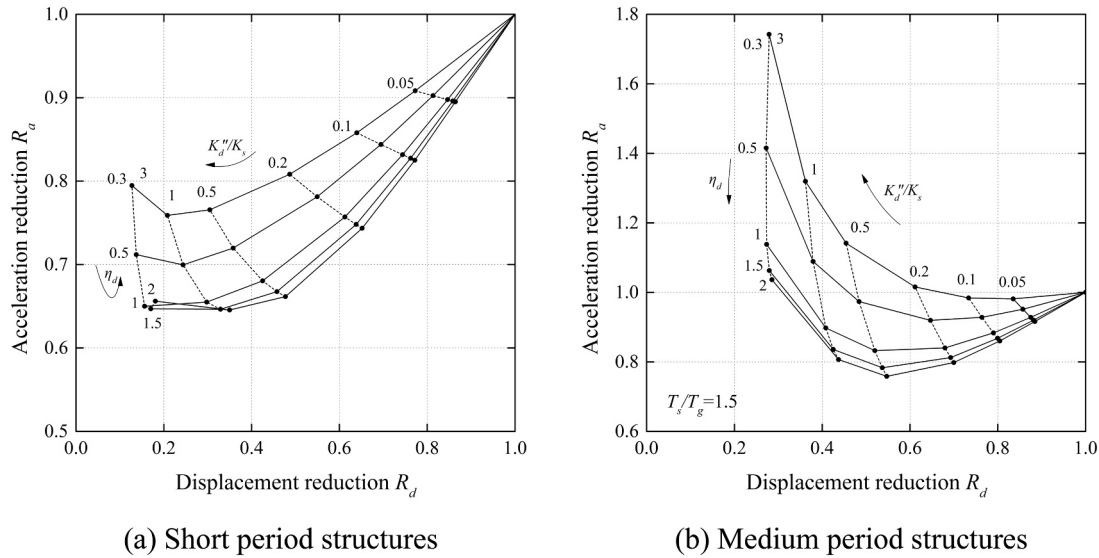 1.0
0.9
0.8
0.7
0.6
0.5
Acceleration reduction R_a
0.05
0.1
K_d''/K_s
0.2
0.3 3 1 0.5
0.5
η_d
1 2
1.5
0.0 0.2 0.4 0.6 0.8 1.0
Displacement reduction R_d
(a) Short period structures
1.8
1.6
1.4
1.2
1.0
0.8
0.6
Acceleration reduction R_a
0.3 3
0.5
1
η_d
K_d''/K_s
0.5
1
1.5
2
0.2
0.1 0.05
T_s/T_g=1.5
0.0 0.2 0.4 0.6 0.8 1.0
Displacement reduction R_d
(b) Medium period structures